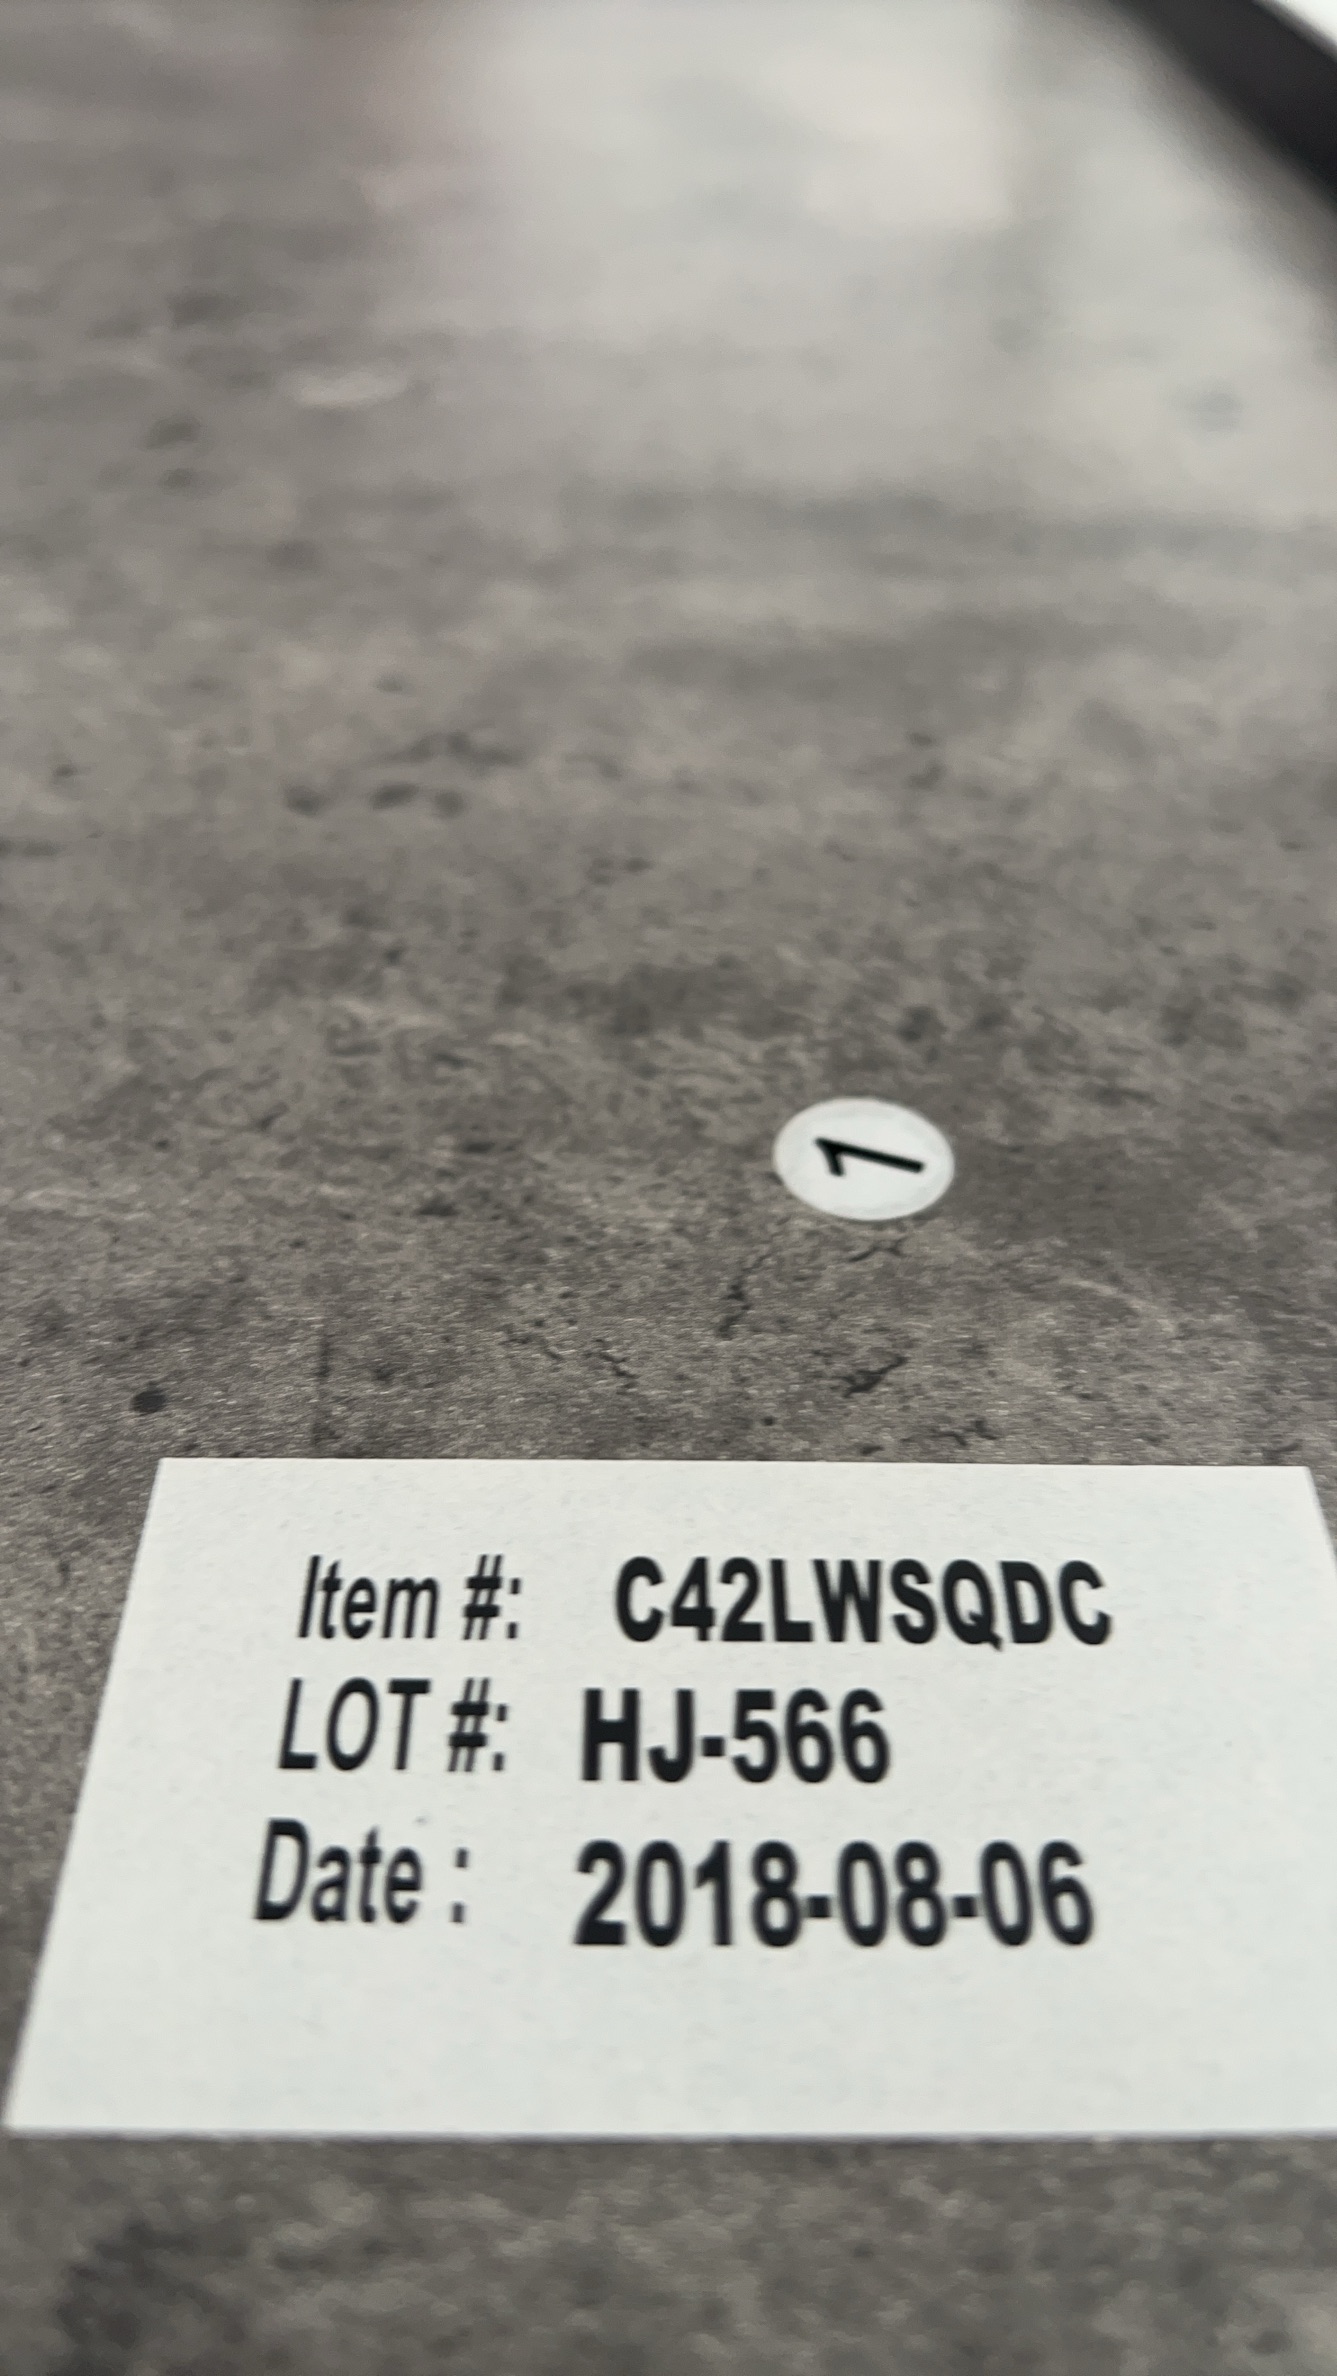 1
Item #: C42LWSQDC
LOT #: HJ-566
Date : 2018-08-06